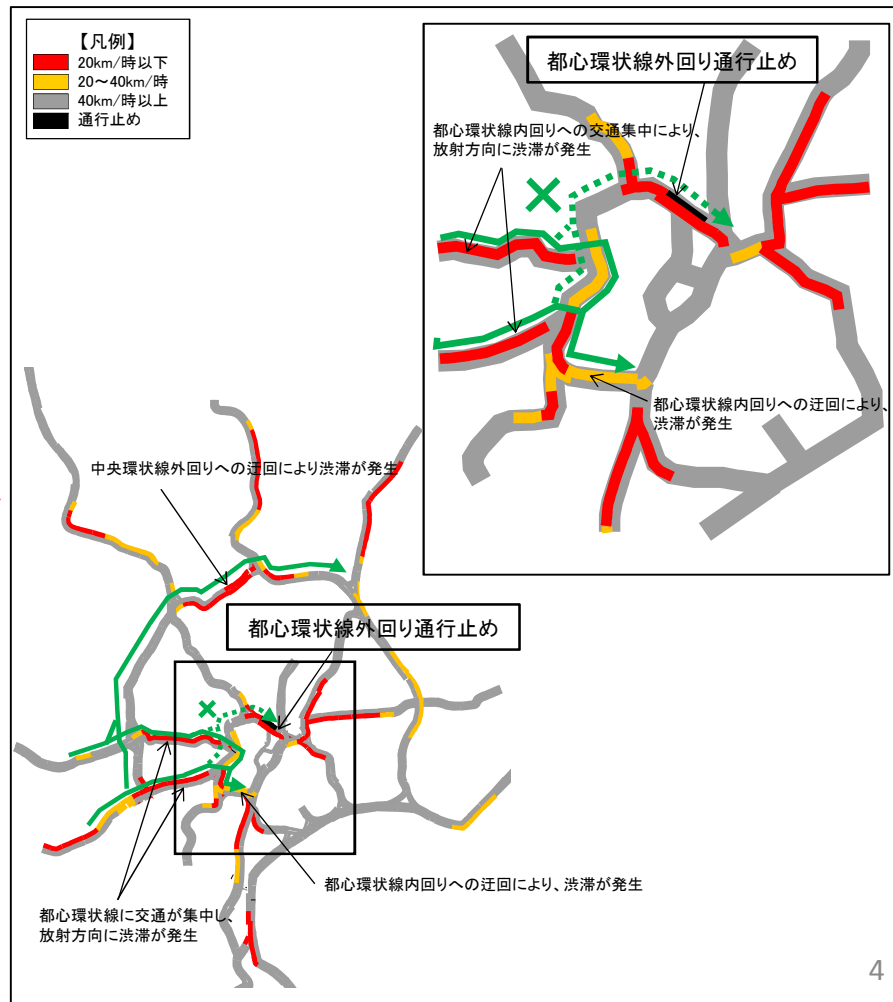 【凡例】
20km/時以下
20～40km/時
40km/時以上
通行止め
都心環状線外回り通行止め
都心環状線内回りへの交通集中により、
放射方向に渋滞が発生
都心環状線内回りへの迂回により、
渋滞が発生
中央環状線外回りへの迂回により渋滞が発生
都心環状線外回り通行止め
都心環状線内回りへの迂回により、渋滞が発生
都心環状線に交通が集中し、
放射方向に渋滞が発生
4